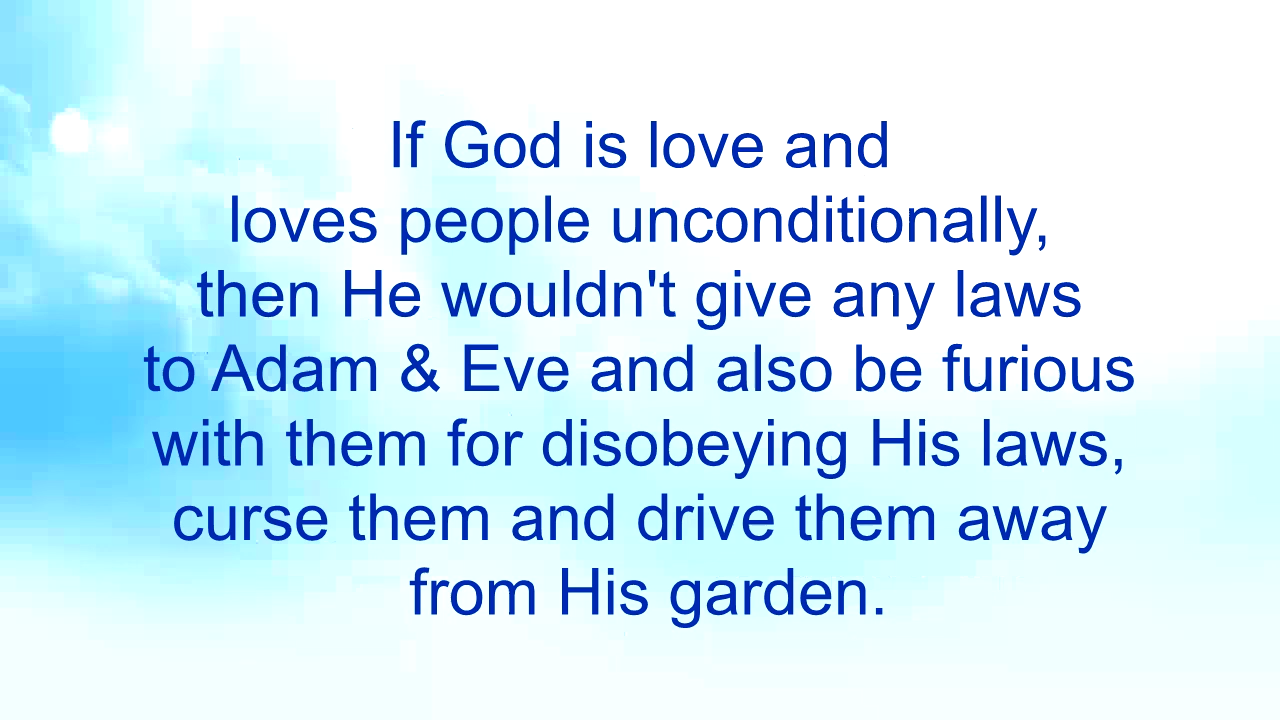 If God is love and
loves people unconditionally,
then He wouldn't give any laws
to Adam & Eve and also be furious
with them for disobeying His laws,
curse them and drive them away
from His garden.